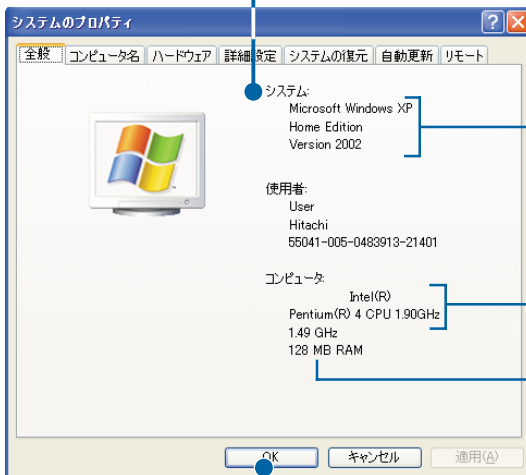 システムのプロパティ
全般 コンピュータ名 ハードウェア 詳細設定 システムの復元 自動更新 リモート
システム:
Microsoft Windows XP
Home Edition
Version 2002
使用者:
User
Hitachi
55041-005-0483913-21401
コンピュータ:
Intel(R)
Pentium(R) 4 CPU 1.90GHz
1.49 GHz
128 MB RAM
OK キャンセル 適用(A)